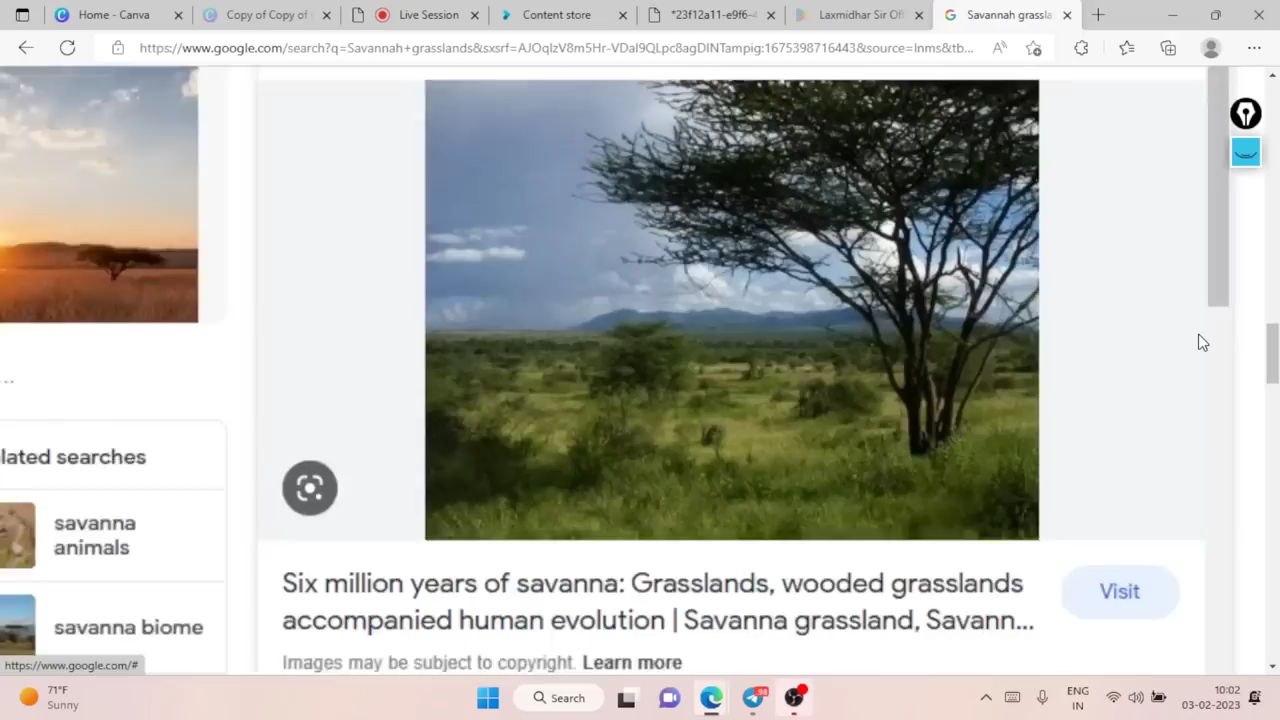 Home - Canva
Copy of Copy of
Live Session
Content store
*23f12a11-e9f6-4
Laxmidhar Sir Off
Savannah grassla
https://www.google.com/search?q=Savannah+grasslands&sxsrf=AJOqlzV8m5Hr-VDal9QLpc8agDINTampig:1675398716443&source=lnms&tb...
...
lated searches
savanna
animals
savanna biome
Six million years of savanna: Grasslands, wooded grasslands
accompanied human evolution | Savanna grassland, Savann...
Visit
Images may be subject to copyright. Learn more
https://www.google.com/#
71°F
Sunny
Search
98
ENG
IN
10:02
03-02-2023